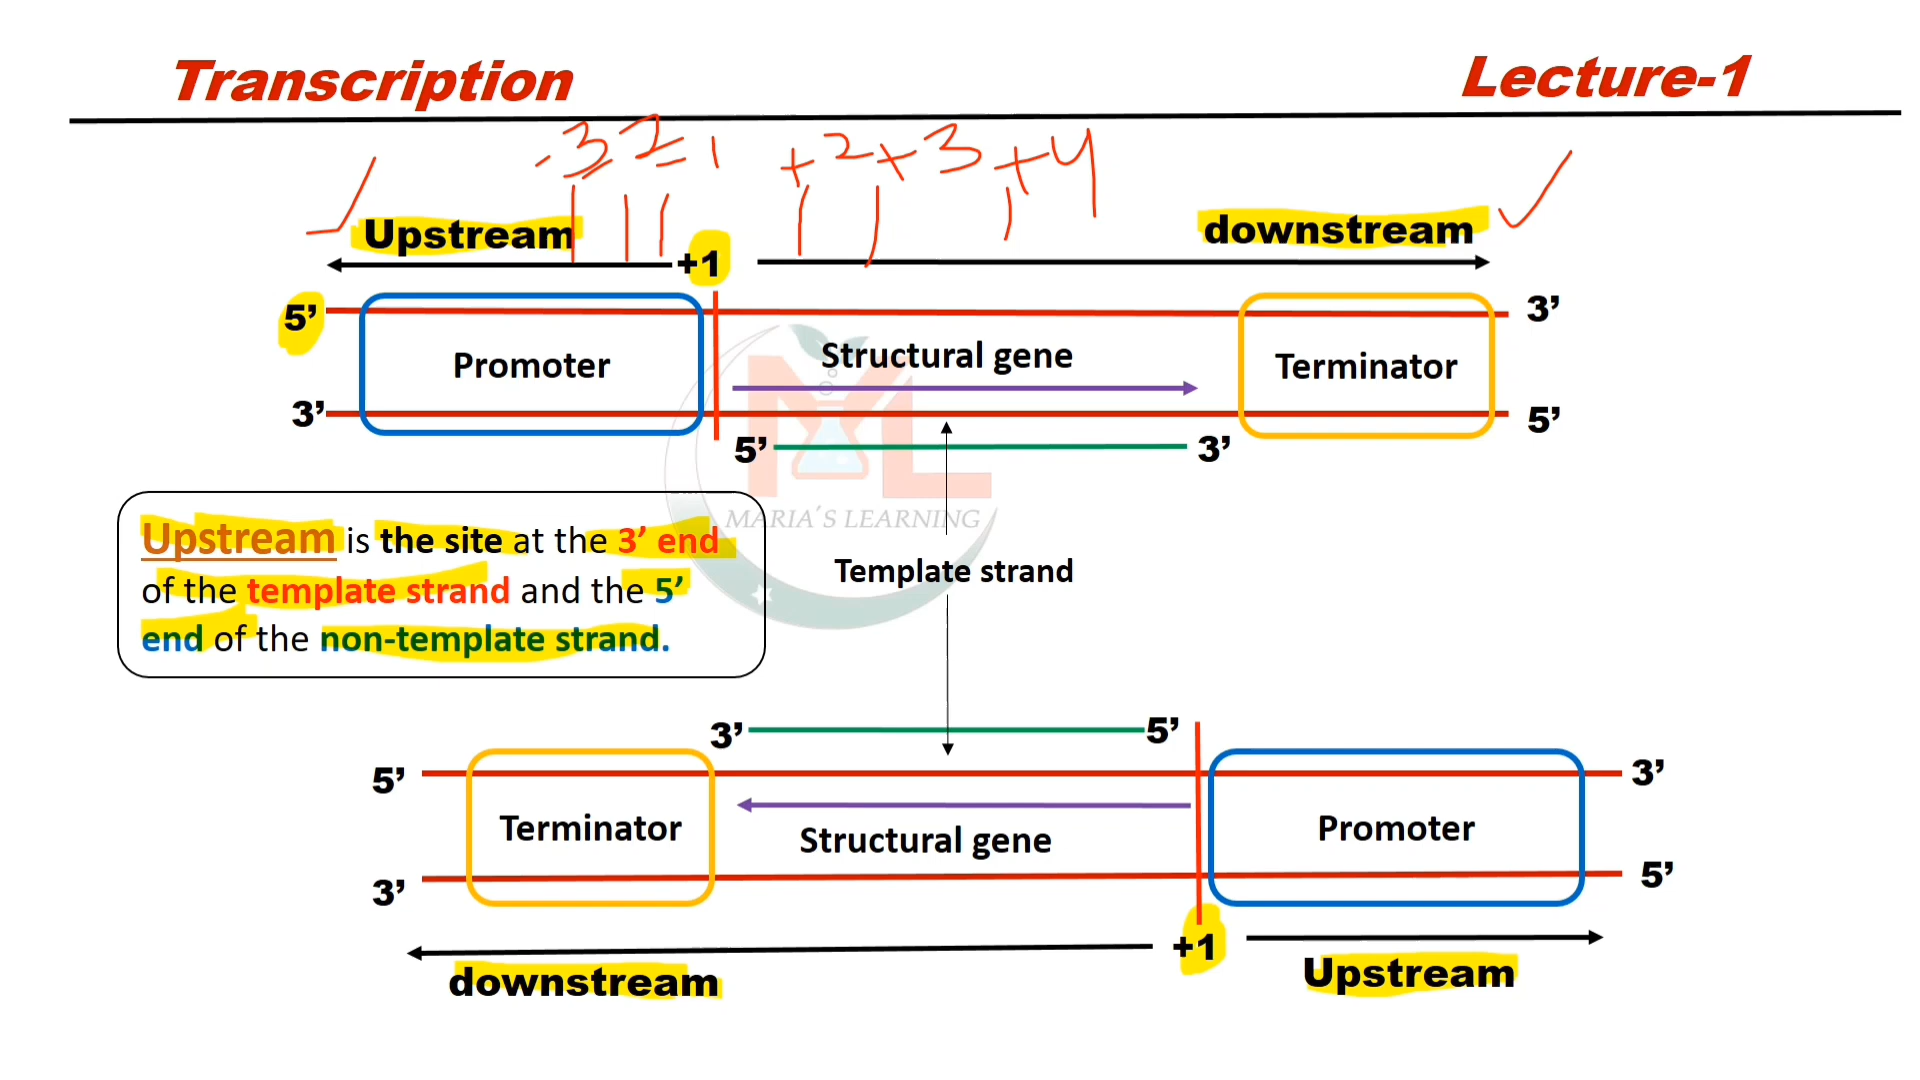 Transcription Lecture-1
-3 -2 -1 +2 +3 +4
Upstream +1 downstream
5’ 3’
Promoter Structural gene Terminator
3’ 5’
5’ 3’
MARIA'S LEARNING
Upstream is the site at the 3’ end
of the template strand and the 5’
end of the non-template strand.
Template strand
3’ 5’
5’ 3’
Terminator Structural gene Promoter
3’ 5’
+1
downstream Upstream